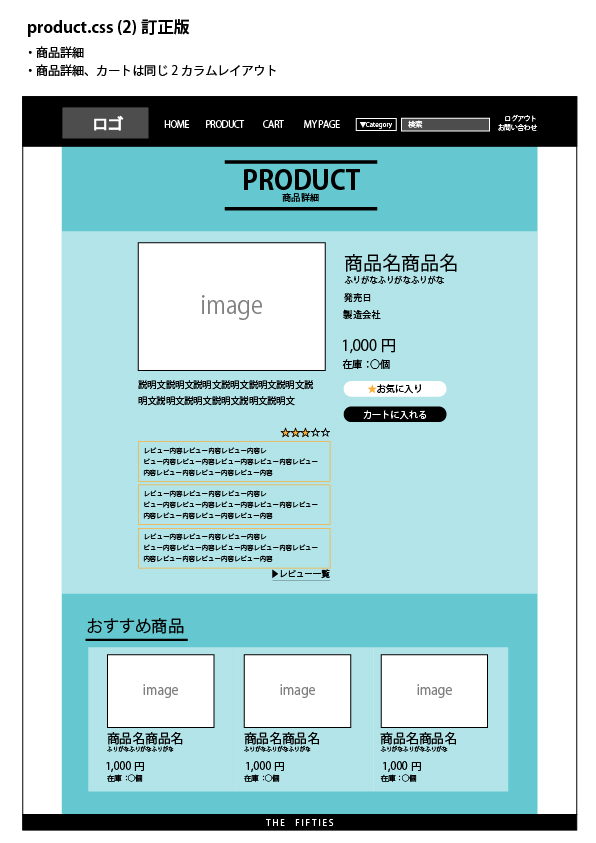 product.css (2) 訂正版
・商品詳細
・商品詳細、カートは同じ 2 カラムレイアウト
ロゴ HOME PRODUCT CART MY PAGE ▼Category 検索 ログアウト
お問い合わせ
PRODUCT
商品詳細
image
商品名商品名
ふりがなふりがなふりがな
発売日
製造会社
1,000 円
在庫：〇個
★お気に入り
カートに入れる
説明文説明文説明文説明文説明文説明文説
明文説明文説明文説明文説明文説明文
★★★☆☆
レビュー内容レビュー内容レビュー内容レ
ビュー内容レビュー内容レビュー内容レビュー内容レビュー
内容レビュー内容レビュー内容レビュー内容
レビュー内容レビュー内容レビュー内容レ
ビュー内容レビュー内容レビュー内容レビュー内容レビュー
内容レビュー内容レビュー内容レビュー内容
レビュー内容レビュー内容レビュー内容レ
ビュー内容レビュー内容レビュー内容レビュー内容レビュー
内容レビュー内容レビュー内容レビュー内容
▶レビュー一覧
おすすめ商品
image
商品名商品名
ふりがなふりがなふりがな
1,000 円
在庫：〇個
image
商品名商品名
ふりがなふりがなふりがな
1,000 円
在庫：〇個
image
商品名商品名
ふりがなふりがなふりがな
1,000 円
在庫：〇個
THE FIFTIES